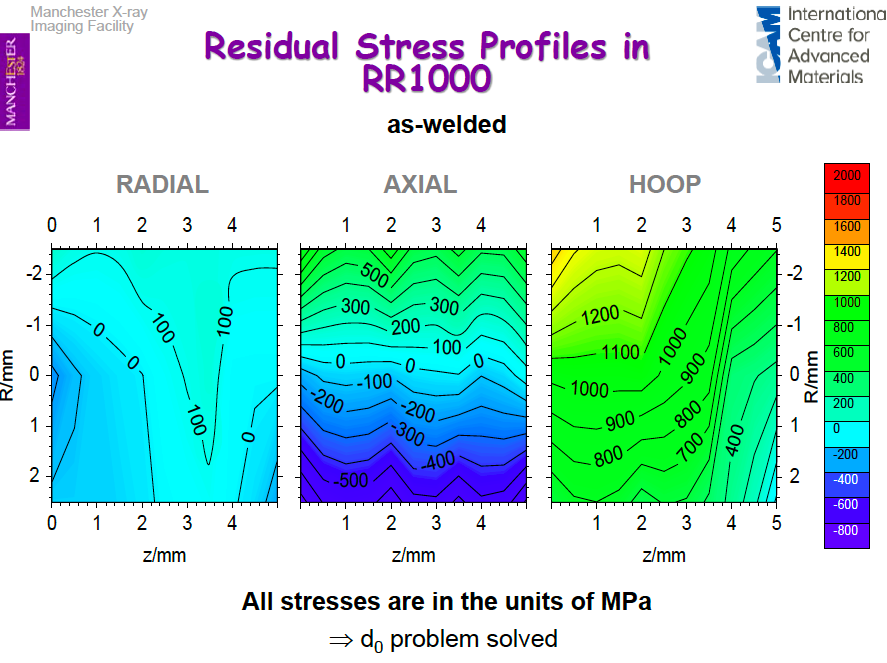 Manchester X-ray
Imaging Facility
MANCHESTER
1824
ICAM
Internationa
Centre for
Advanced
Materials
Residual Stress Profiles in
RR1000
as-welded
RADIAL
AXIAL
HOOP
0 1 2 3 4
1 2 3 4
1 2 3 4 5
-2
-1
0
1
2
R/mm
0
0
100
100
100
0
500
300
300
200
100
0
0
0
-100
-200
-200
-300
-400
-500
1200
1100
1000
1000
900
900
800
800
700
400
-2
-1
0
1
2
R/mm
0 1 2 3 4
1 2 3 4
1 2 3 4 5
z/mm
z/mm
z/mm
2000
1800
1600
1400
1200
1000
800
600
400
200
0
-200
-400
-600
-800
All stresses are in the units of MPa
⇒ d₀ problem solved